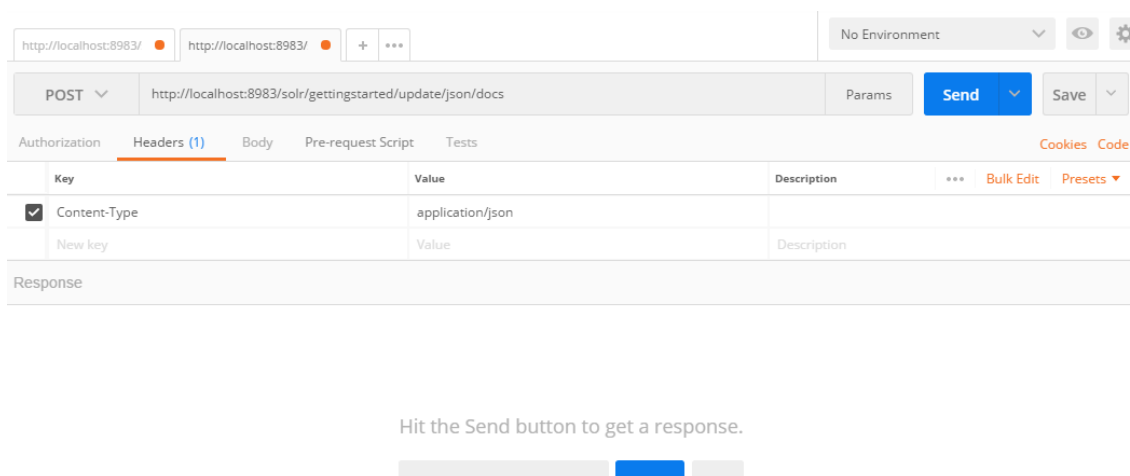 http://localhost:8983/ http://localhost:8983/ + ••• No Environment
POST http://localhost:8983/solr/gettingstarted/update/json/docs Params Send Save
Authorization Headers (1) Body Pre-request Script Tests Cookies Code
Key Value Description ••• Bulk Edit Presets
Content-Type application/json
New key Value Description
Response
Hit the Send button to get a response.